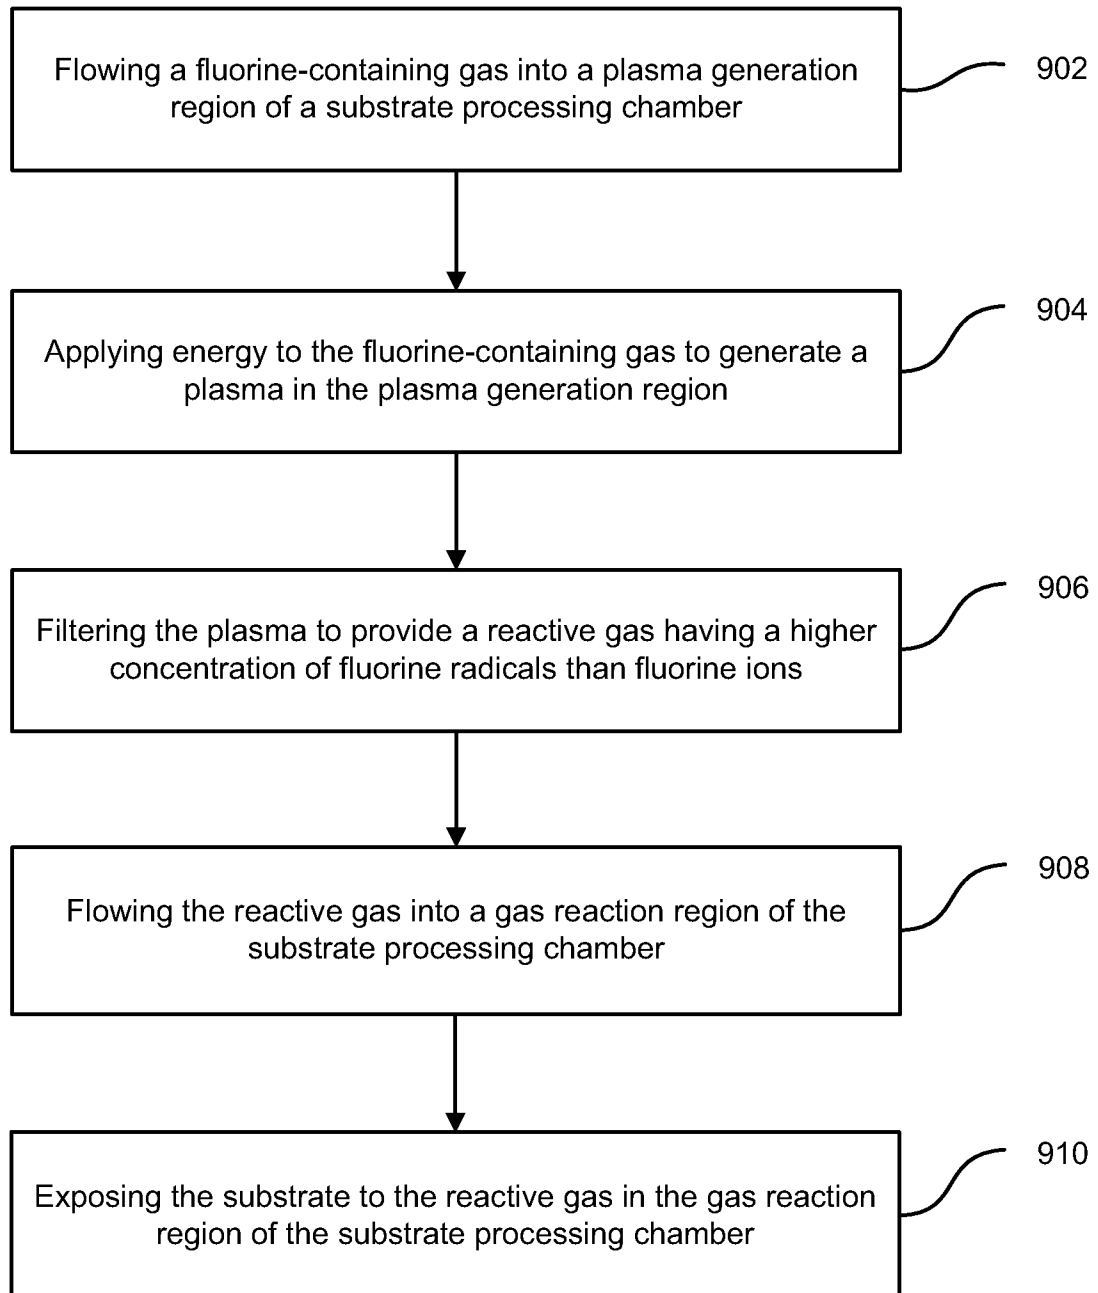 Flowing a fluorine-containing gas into a plasma generation
region of a substrate processing chamber
902
Applying energy to the fluorine-containing gas to generate a
plasma in the plasma generation region
904
Filtering the plasma to provide a reactive gas having a higher
concentration of fluorine radicals than fluorine ions
906
Flowing the reactive gas into a gas reaction region of the
substrate processing chamber
908
Exposing the substrate to the reactive gas in the gas reaction
region of the substrate processing chamber
910